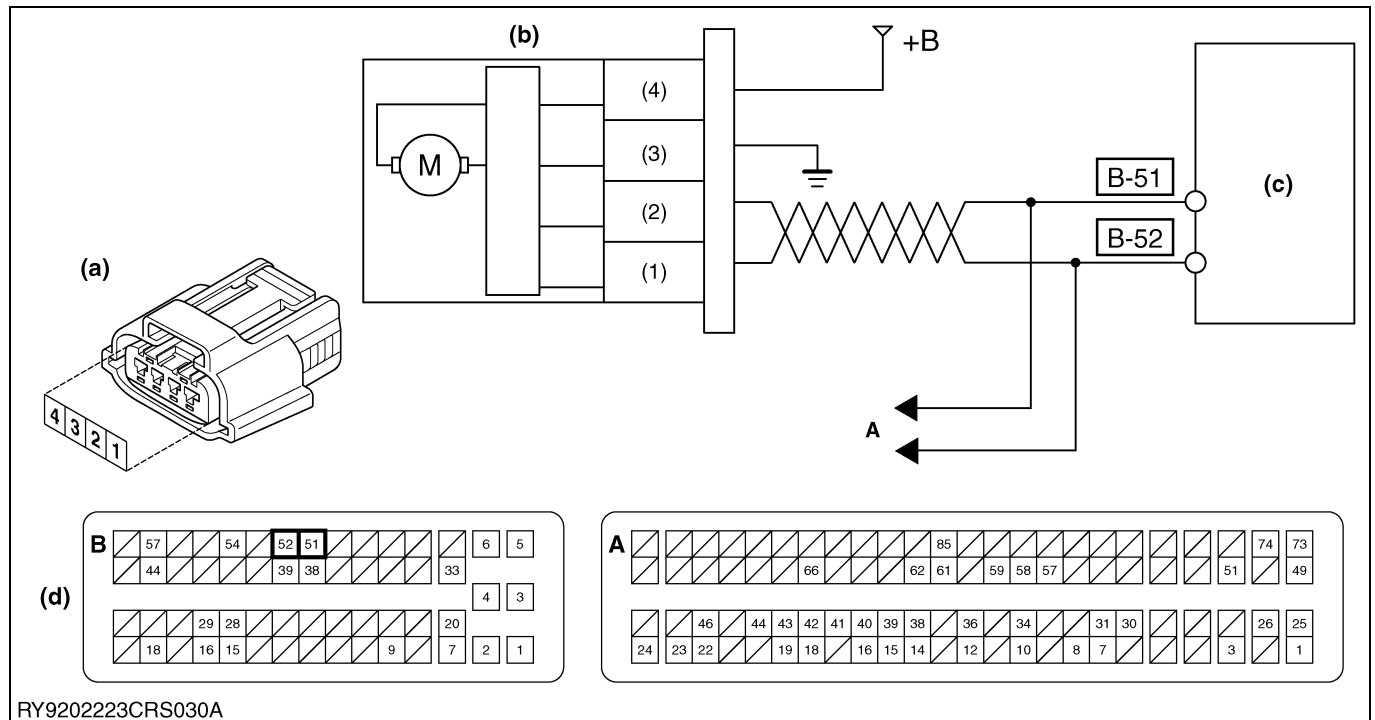 (b)
+B
(4)
M
(3)
B-51
(c)
(2)
B-52
(1)
(a)
A
4 3 2 1
B
57 54 52 51 6 5
44 39 38 33
4 3
29 28 20
18 16 15 9 7 2 1
(d)
A
85 74 73
66 62 61 59 58 57 51 49
46 44 43 42 41 40 39 38 36 34 31 30 26 25
24 23 22 19 18 16 15 14 12 10 8 7 3 1
RY9202223CRS030A